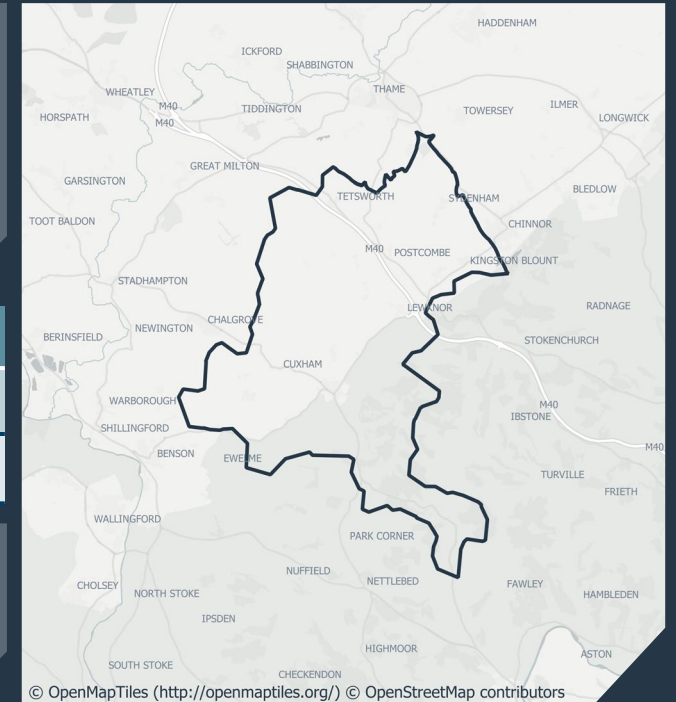 HADDENHAM
ICKFORD
SHABBINGTON
THAME
WHEATLEY
M40
TIDDINGTON
TOWERSEY
ILMER
LONGWICK
HORSPATH
M40
GREAT MILTON
GARSINGTON
TETSWORTH
SYDENHAM
BLEDLOW
TOOT BALDON
CHINNOR
M40
POSTCOMBE
KINGSTON BLOUNT
STADHAMPTON
LEWKNOR
RADNAGE
CHALGROVE
NEWINGTON
BERINSFIELD
STOKENCHURCH
CUXHAM
WARBOROUGH
M40
IBSTONE
SHILLINGFORD
M40
BENSON
EWELME
TURVILLE
FRIETH
WALLINGFORD
PARK CORNER
NUFFIELD
NETTLEBED
CHOLSEY
NORTH STOKE
FAWLEY
HAMBLEDEN
IPSDEN
HIGHMOOR
ASTON
SOUTH STOKE
CHECKENDON
© OpenMapTiles (http://openmaptiles.org/) © OpenStreetMap contributors